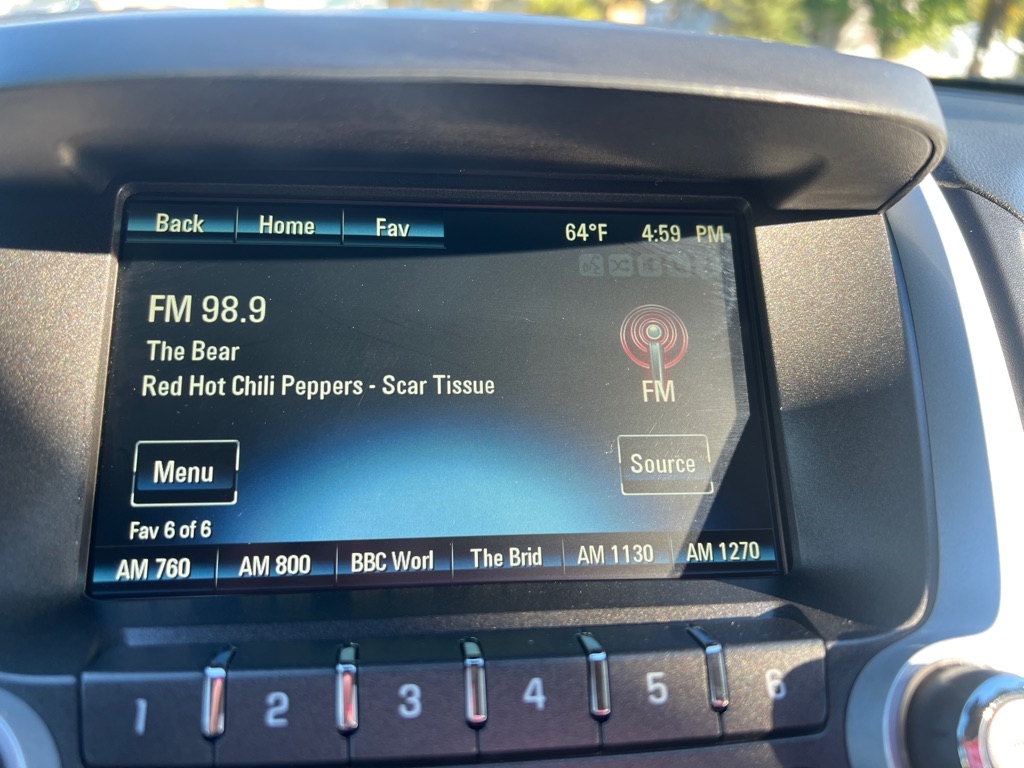 Back Home Fav 64°F 4:59 PM
FM 98.9
The Bear
Red Hot Chili Peppers - Scar Tissue
FM
Menu Source
Fav 6 of 6
AM 760 AM 800 BBC Worl The Brid AM 1130 AM 1270
1 2 3 4 5 6